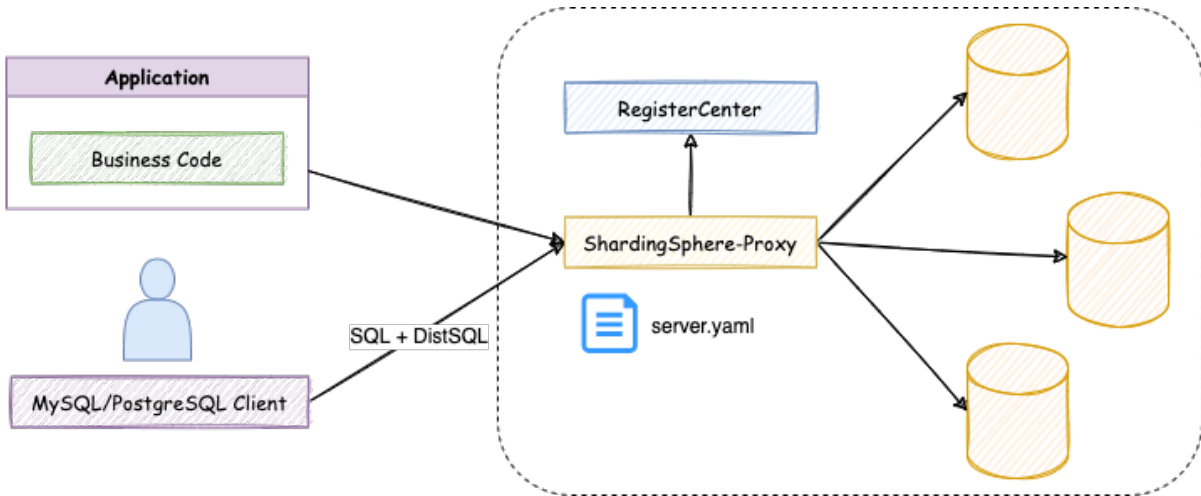 Application
Business Code
RegisterCenter
ShardingSphere-Proxy
SQL + DistSQL
server.yaml
MySQL/PostgreSQL Client